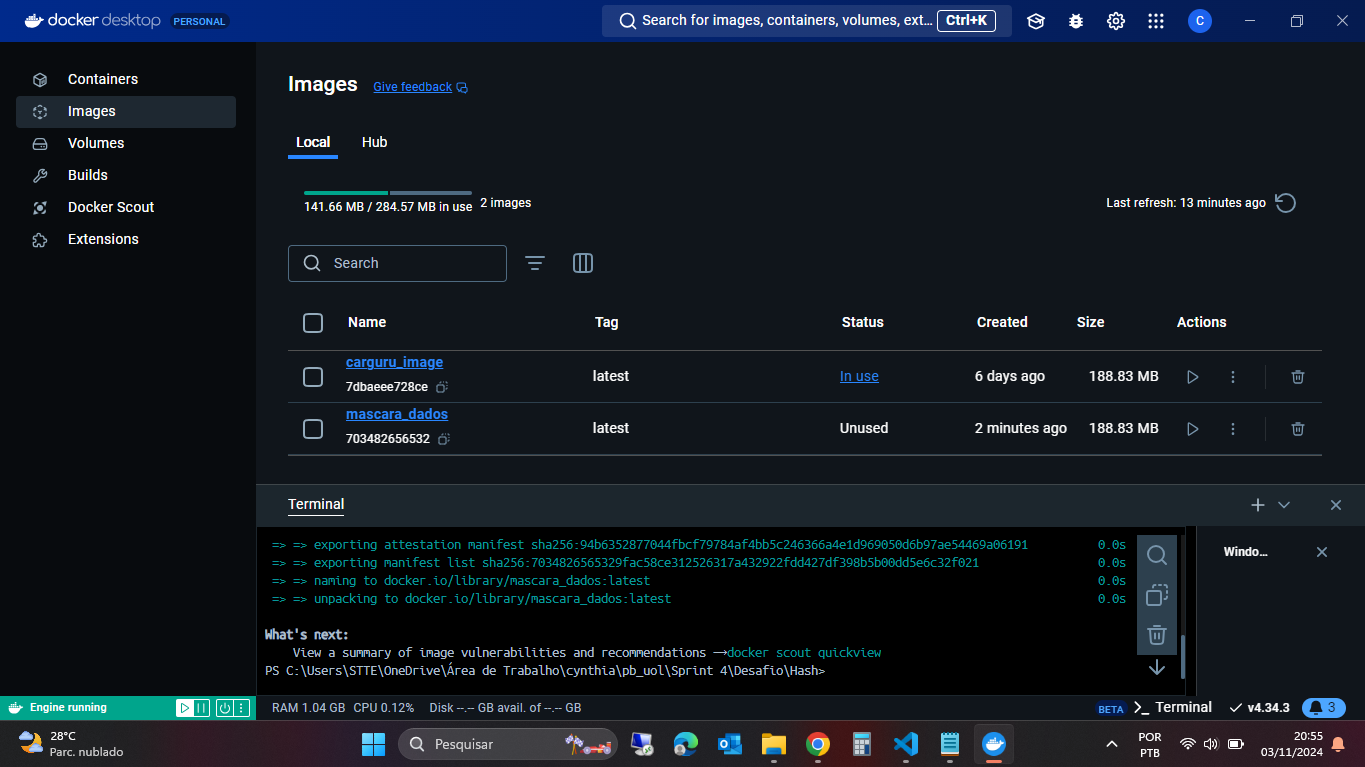 docker desktop PERSONAL
Search for images, containers, volumes, ext... Ctrl+K
C
Containers
Images
Volumes
Builds
Docker Scout
Extensions
Images Give feedback
Local Hub
141.66 MB / 284.57 MB in use 2 images
Last refresh: 13 minutes ago
Search
Name Tag Status Created Size Actions
carguru_image
7dbaeee728ce
latest In use 6 days ago 188.83 MB
mascara_dados
703482656532
latest Unused 2 minutes ago 188.83 MB
Terminal
=> => exporting attestation manifest sha256:94b6352877044fbcf79784af4bb5c246366a4e1d969050d6b97ae54469a06191 0.0s
=> => exporting manifest list sha256:7034826565329fac58ce312526317a432922fdd427df398b5b00dd5e6c32f021 0.0s
=> => naming to docker.io/library/mascara_dados:latest 0.0s
=> => unpacking to docker.io/library/mascara_dados:latest 0.0s
What's next:
View a summary of image vulnerabilities and recommendations → docker scout quickview
PS C:\Users\STTE\OneDrive\Área de Trabalho\cynthia\pb_uol\Sprint 4\Desafio\Hash>
Windo...
Engine running
RAM 1.04 GB CPU 0.12% Disk --.-- GB avail. of --.-- GB
BETA >_ Terminal v4.34.3 3
28°C
Parc. nublado
Pesquisar
POR
PTB
20:55
03/11/2024